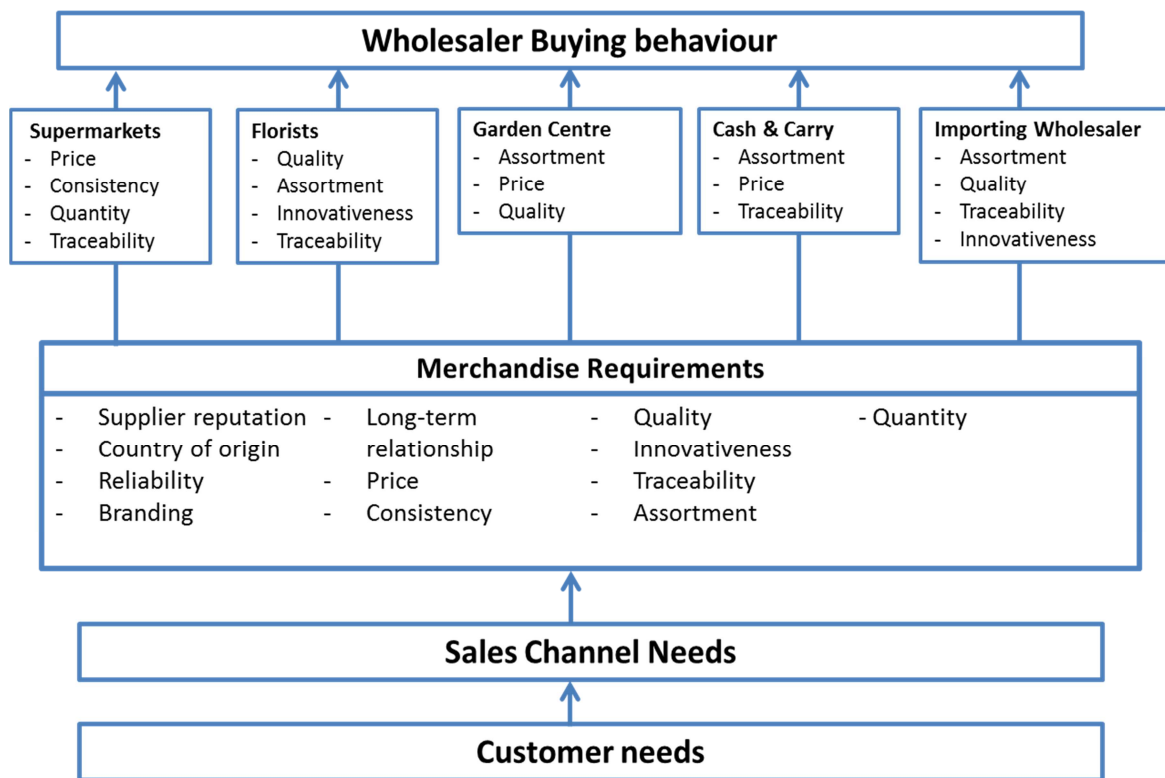 Wholesaler Buying behaviour
Supermarkets
- Price
- Consistency
- Quantity
- Traceability
Florists
- Quality
- Assortment
- Innovativeness
- Traceability
Garden Centre
- Assortment
- Price
- Quality
Cash & Carry
- Assortment
- Price
- Traceability
Importing Wholesaler
- Assortment
- Quality
- Traceability
- Innovativeness
Merchandise Requirements
- Supplier reputation
- Country of origin
- Reliability
- Branding
- Long-term
relationship
- Price
- Consistency
- Quality
- Innovativeness
- Traceability
- Assortment
- Quantity
Sales Channel Needs
Customer needs